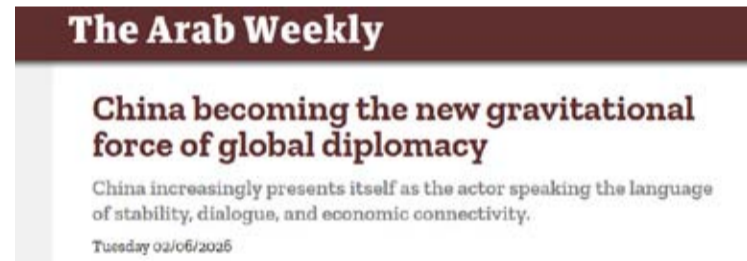 The Arab Weekly
China becoming the new gravitational
force of global diplomacy
China increasingly presents itself as the actor speaking the language
of stability, dialogue, and economic connectivity.
Tuesday 02/06/2026